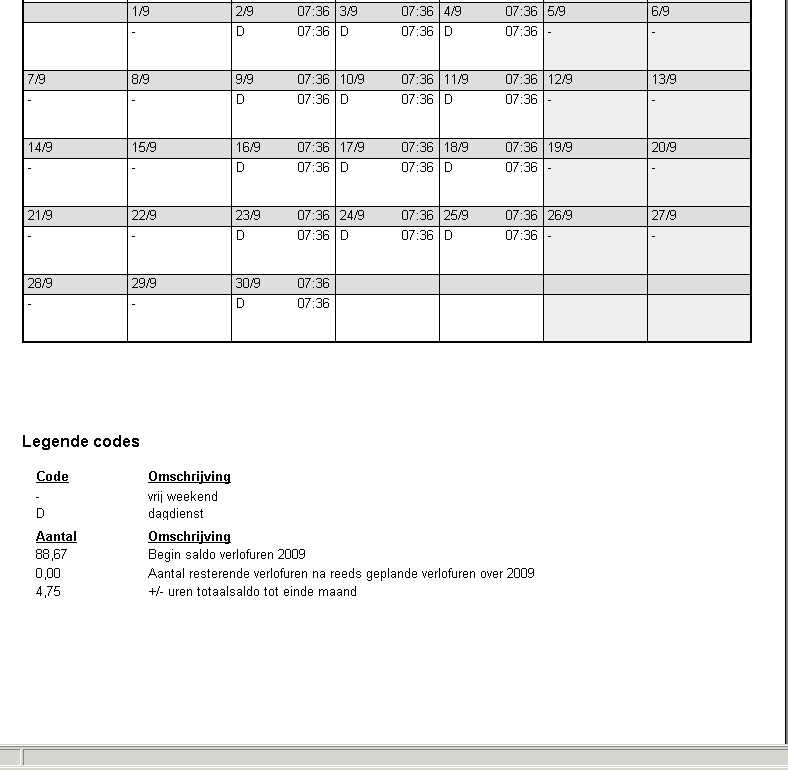 1/9 2/9 07:36 3/9 07:36 4/9 07:36 5/9 6/9
- D 07:36 D 07:36 D 07:36 - -
7/9 8/9 9/9 07:36 10/9 07:36 11/9 07:36 12/9 13/9
- - D 07:36 D 07:36 D 07:36 - -
14/9 15/9 16/9 07:36 17/9 07:36 18/9 07:36 19/9 20/9
- - D 07:36 D 07:36 D 07:36 - -
21/9 22/9 23/9 07:36 24/9 07:36 25/9 07:36 26/9 27/9
- - D 07:36 D 07:36 D 07:36 - -
28/9 29/9 30/9 07:36
- - D 07:36
Legende codes
Code Omschrijving
- vrij weekend
D dagdienst
Aantal Omschrijving
88,67 Begin saldo verlofuren 2009
0,00 Aantal resterende verlofuren na reeds geplande verlofuren over 2009
4,75 +/- uren totaalsaldo tot einde maand